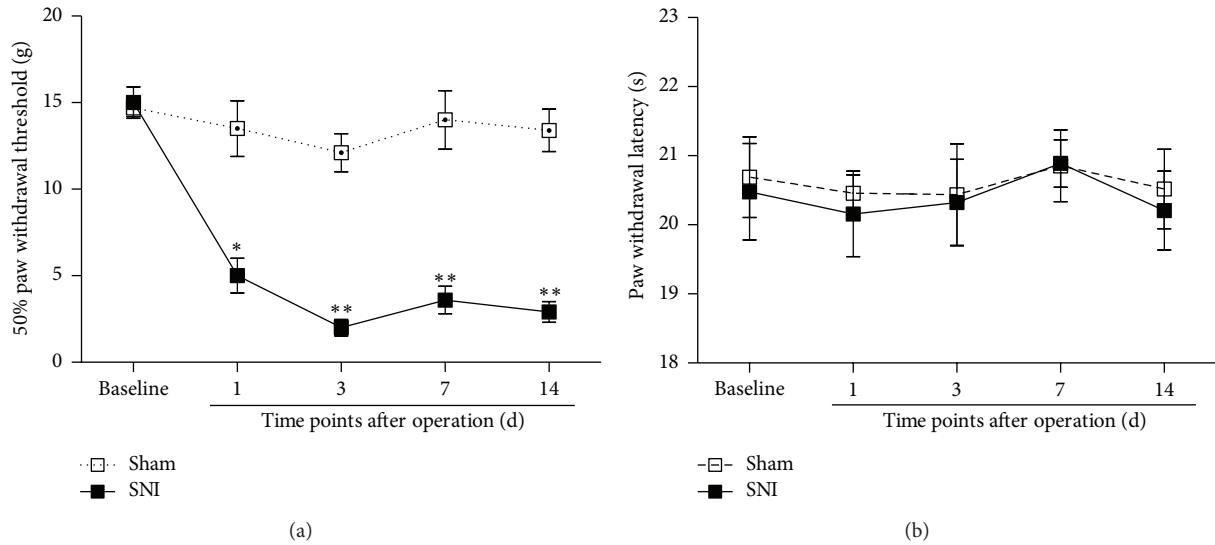 50% paw withdrawal threshold (g)
20
15
10
5
0
*
**
**
**
Baseline 1 3 7 14
Time points after operation (d)
Sham
SNI
(a)
Paw withdrawal latency (s)
23
22
21
20
19
18
Baseline 1 3 7 14
Time points after operation (d)
Sham
SNI
(b)